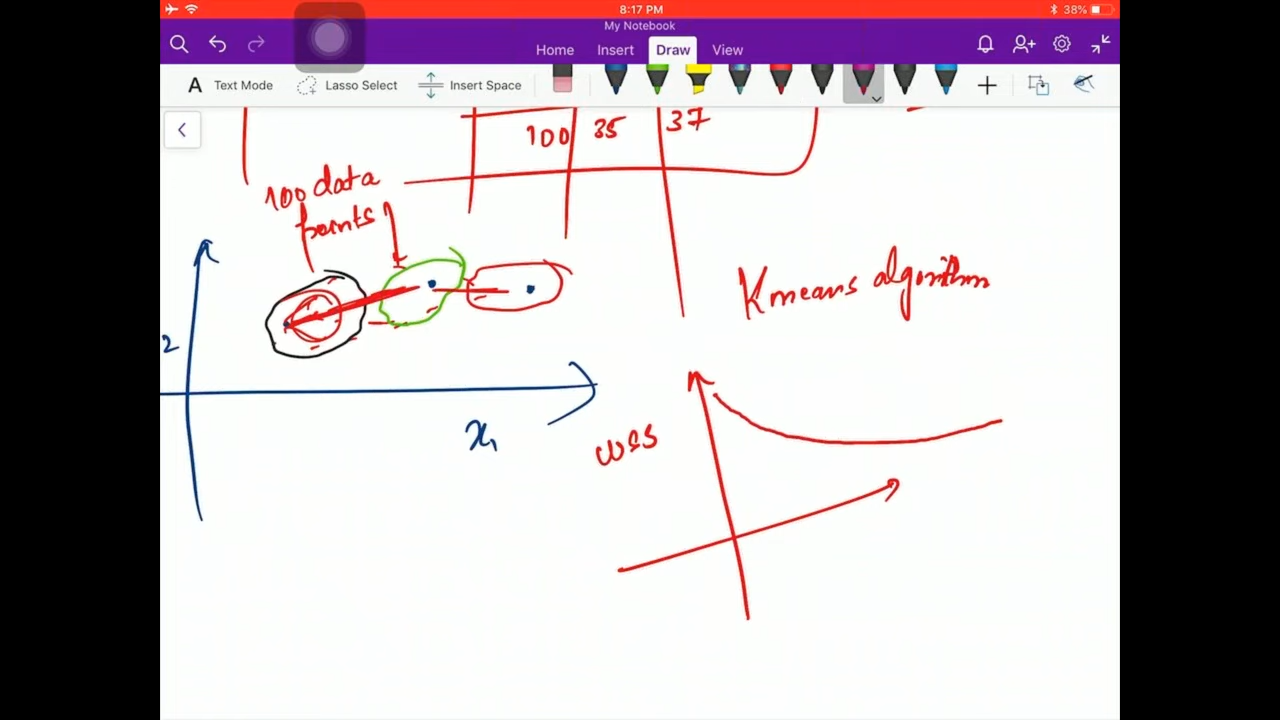 8:17 PM
38%
My Notebook
Home Insert Draw View
A Text Mode Lasso Select Insert Space
100 35 37
100 data
points
K means algorithm
2
x1
WSS